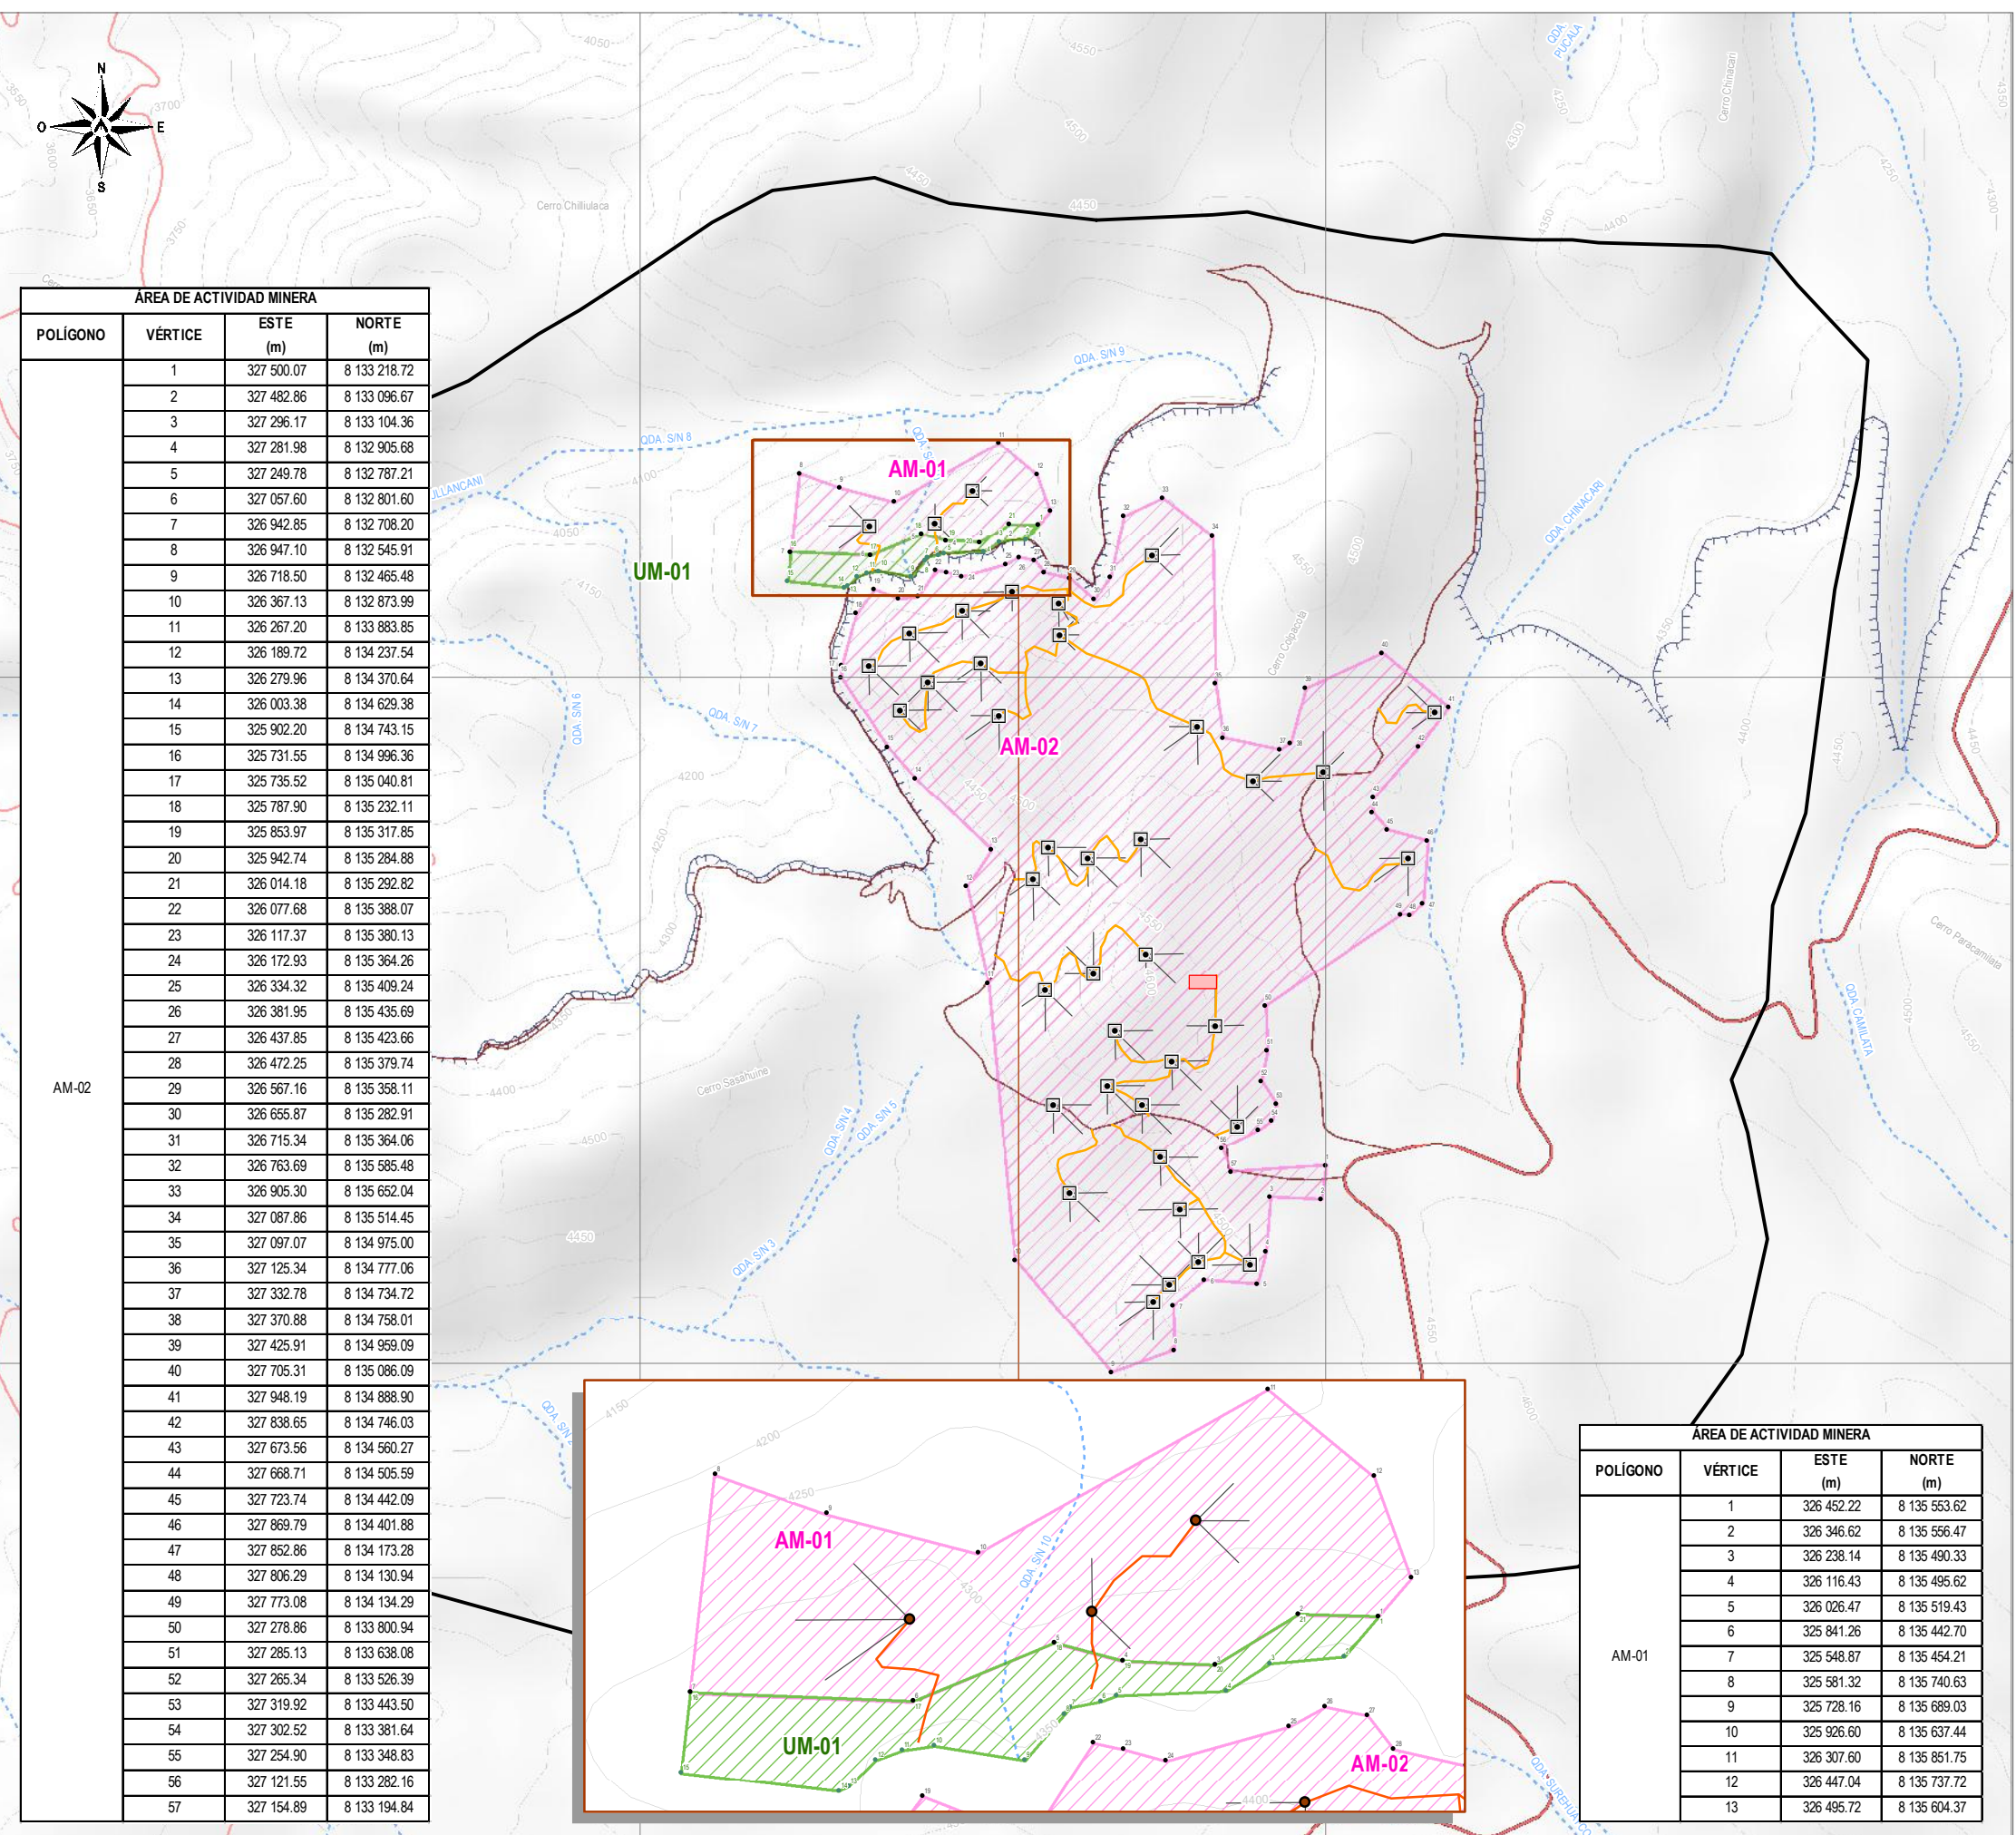 N
O
E
S
ÁREA DE ACTIVIDAD MINERA
POLÍGONO VÉRTICE ESTE (m) NORTE (m)
AM-02
1 327 500.07 8 133 218.72
2 327 482.86 8 133 096.67
3 327 296.17 8 133 104.36
4 327 281.98 8 132 905.68
5 327 249.78 8 132 787.21
6 327 057.60 8 132 801.60
7 326 942.85 8 132 708.20
8 326 947.10 8 132 545.91
9 326 718.50 8 132 465.48
10 326 367.13 8 132 873.99
11 326 267.20 8 133 883.85
12 326 189.72 8 134 237.54
13 326 279.96 8 134 370.64
14 326 003.38 8 134 629.38
15 325 902.20 8 134 743.15
16 325 731.55 8 134 996.36
17 325 735.52 8 135 040.81
18 325 787.90 8 135 232.11
19 325 853.97 8 135 317.85
20 325 942.74 8 135 284.88
21 326 014.18 8 135 292.82
22 326 077.68 8 135 388.07
23 326 117.37 8 135 380.13
24 326 172.93 8 135 364.26
25 326 334.32 8 135 409.24
26 326 381.95 8 135 435.69
27 326 437.85 8 135 423.66
28 326 472.25 8 135 379.74
29 326 567.16 8 135 358.11
30 326 655.87 8 135 282.91
31 326 715.34 8 135 364.06
32 326 763.69 8 135 585.48
33 326 905.30 8 135 652.04
34 327 087.86 8 135 514.45
35 327 097.07 8 134 975.00
36 327 125.34 8 134 777.06
37 327 332.78 8 134 734.72
38 327 370.88 8 134 758.01
39 327 425.91 8 134 959.09
40 327 705.31 8 135 086.09
41 327 948.19 8 134 888.90
42 327 838.65 8 134 746.03
43 327 673.56 8 134 560.27
44 327 668.71 8 134 505.59
45 327 723.74 8 134 442.09
46 327 869.79 8 134 401.88
47 327 852.86 8 134 173.28
48 327 806.29 8 134 130.94
49 327 773.08 8 134 134.29
50 327 278.86 8 133 800.94
51 327 285.13 8 133 638.08
52 327 265.34 8 133 526.39
53 327 319.92 8 133 443.50
54 327 302.52 8 133 381.64
55 327 254.90 8 133 348.83
56 327 121.55 8 133 282.16
57 327 154.89 8 133 194.84
Cerro Chilliulaca
Cerro Chinacari
QDA. PUCALA
QDA. S/N 9
QDA. S/N 8
QDA. S/N 7
QDA. S/N 6
QDA. CHINACARI
Cerro Colpacota
AM-01
UM-01
AM-02
Cerro Sasahuine
QDA. S/N 4
QDA. S/N 5
QDA. S/N 3
QDA. S/N 2
Cerro Paracamilata
QDA. CAMILATA
AM-01
QDA. S/N 10
UM-01
AM-02
4150
4200
4250
4300
4350
4400
ÁREA DE ACTIVIDAD MINERA
POLÍGONO VÉRTICE ESTE (m) NORTE (m)
AM-01
1 326 452.22 8 135 553.62
2 326 346.62 8 135 556.47
3 326 238.14 8 135 490.33
4 326 116.43 8 135 495.62
5 326 026.47 8 135 519.43
6 325 841.26 8 135 442.70
7 325 548.87 8 135 454.21
8 325 581.32 8 135 740.63
9 325 728.16 8 135 689.03
10 325 926.60 8 135 637.44
11 326 307.60 8 135 851.75
12 326 447.04 8 135 737.72
13 326 495.72 8 135 604.37